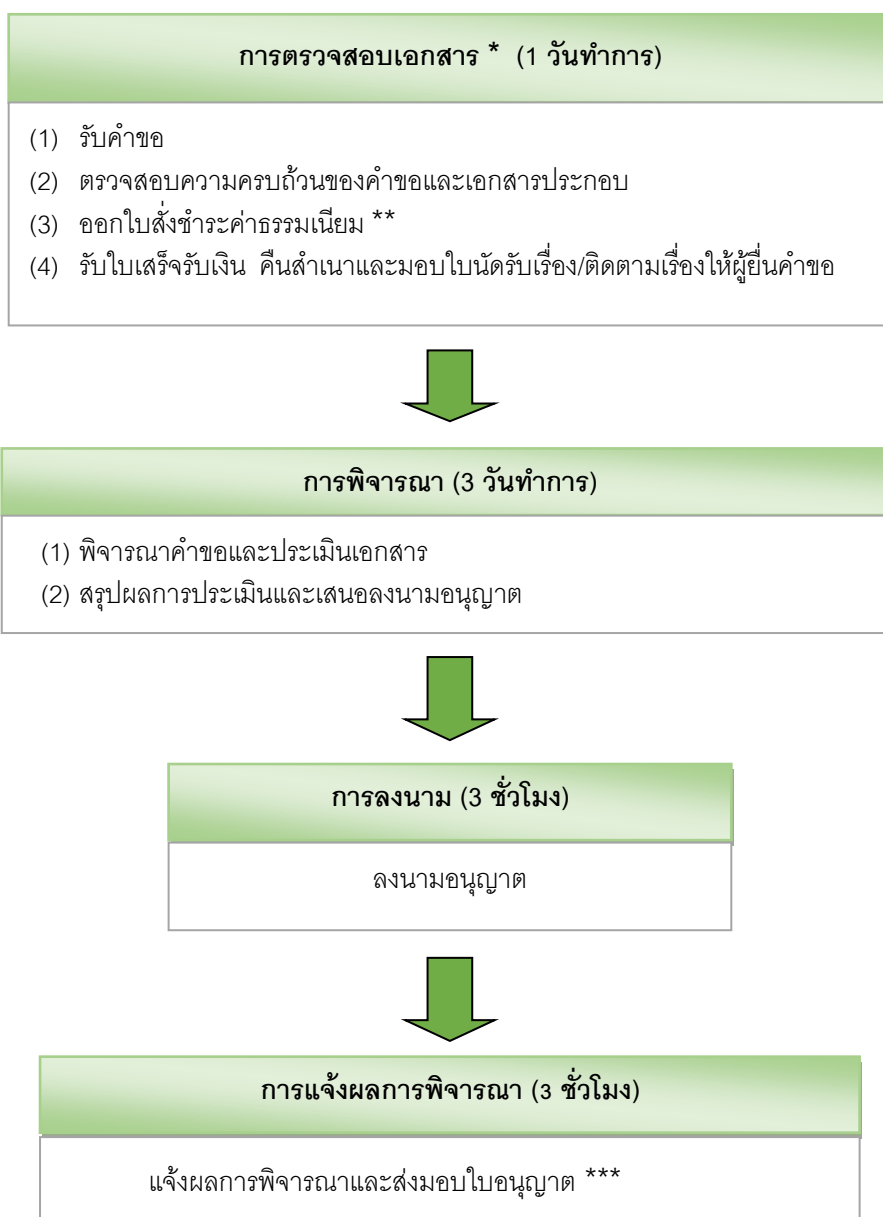 การตรวจสอบเอกสาร * (1 วันทำการ)
(1) รับคำขอ
(2) ตรวจสอบความครบถ้วนของคำขอและเอกสารประกอบ
(3) ออกใบสั่งชำระค่าธรรมเนียม **
(4) รับใบเสร็จรับเงิน คืนสำเนาและมอบใบนัดรับเรื่อง/ติดตามเรื่องให้ผู้ยื่นคำขอ
การพิจารณา (3 วันทำการ)
(1) พิจารณาคำขอและประเมินเอกสาร
(2) สรุปผลการประเมินและเสนอลงนามอนุญาต
การลงนาม (3 ชั่วโมง)
ลงนามอนุญาต
การแจ้งผลการพิจารณา (3 ชั่วโมง)
แจ้งผลการพิจารณาและส่งมอบใบอนุญาต ***